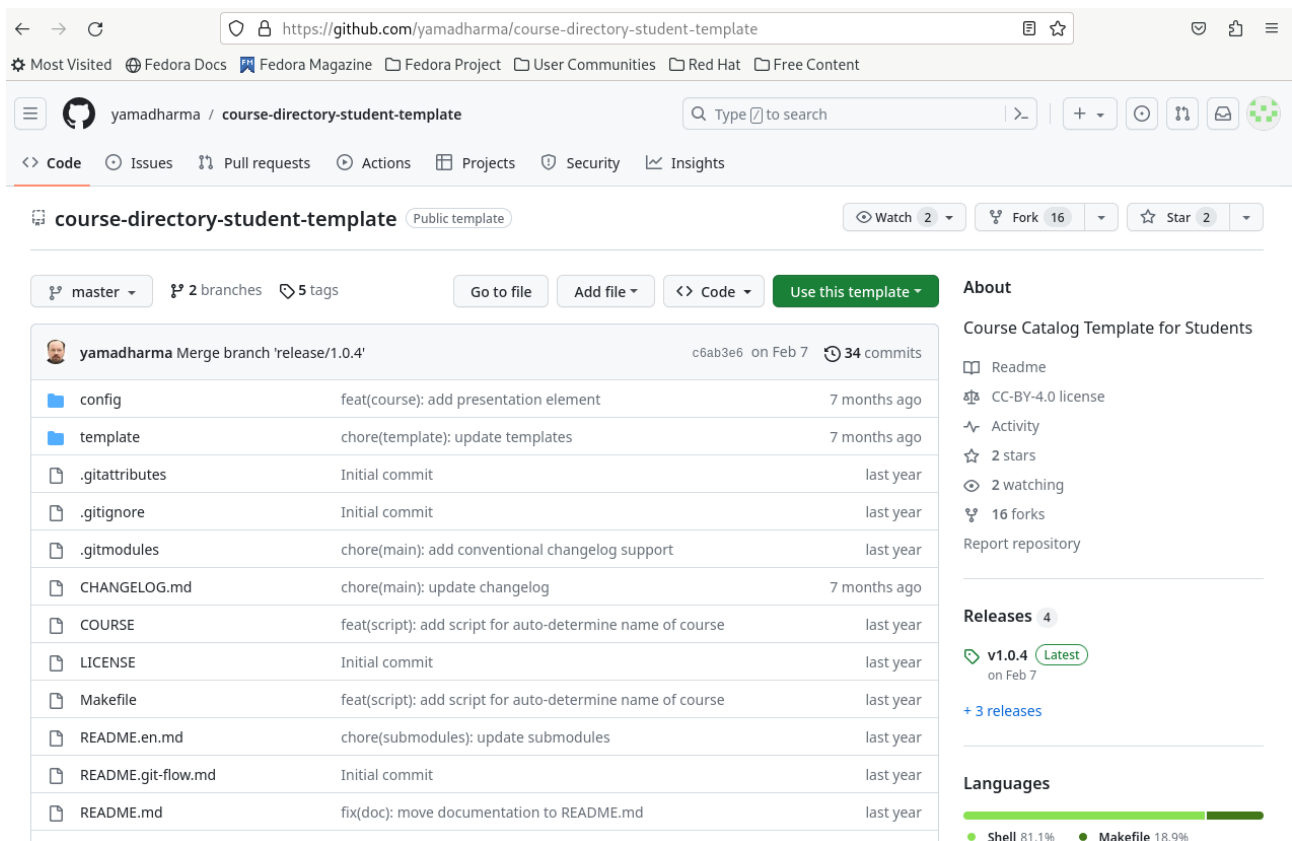 https://github.com/yamadharma/course-directory-student-template
Most Visited Fedora Docs Fedora Magazine Fedora Project User Communities Red Hat Free Content
yamadharma / course-directory-student-template Type / to search
Code Issues Pull requests Actions Projects Security Insights
course-directory-student-template Public template Watch 2 Fork 16 Star 2
master 2 branches 5 tags Go to file Add file Code Use this template
yamadharma Merge branch 'release/1.0.4' c6ab3e6 on Feb 7 34 commits
config feat(course): add presentation element 7 months ago
template chore(template): update templates 7 months ago
.gitattributes Initial commit last year
.gitignore Initial commit last year
.gitmodules chore(main): add conventional changelog support last year
CHANGELOG.md chore(main): update changelog 7 months ago
COURSE feat(script): add script for auto-determine name of course last year
LICENSE Initial commit last year
Makefile feat(script): add script for auto-determine name of course last year
README.en.md chore(submodules): update submodules last year
README.git-flow.md Initial commit last year
README.md fix(doc): move documentation to README.md last year
About
Course Catalog Template for Students
Readme
CC-BY-4.0 license
Activity
2 stars
2 watching
16 forks
Report repository
Releases 4
v1.0.4 Latest
on Feb 7
+ 3 releases
Languages
Shell 81.1% Makefile 18.9%